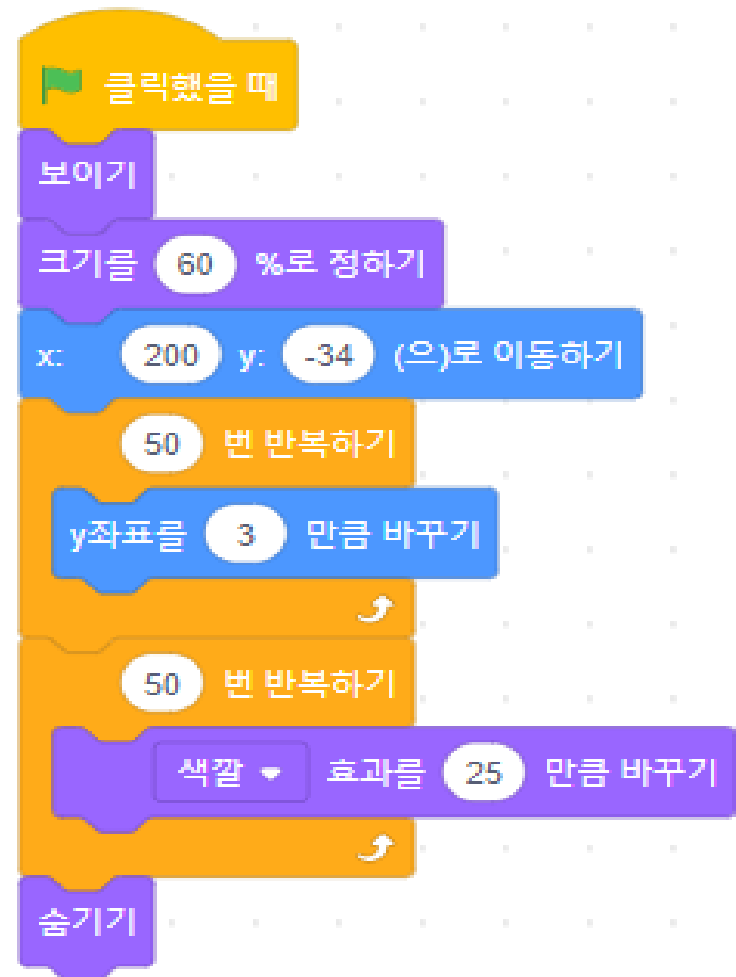 클릭했을 때
보이기
크기를 60 %로 정하기
x: 200 y: -34 (으)로 이동하기
50 번 반복하기
y좌표를 3 만큼 바꾸기
50 번 반복하기
색깔 효과를 25 만큼 바꾸기
숨기기